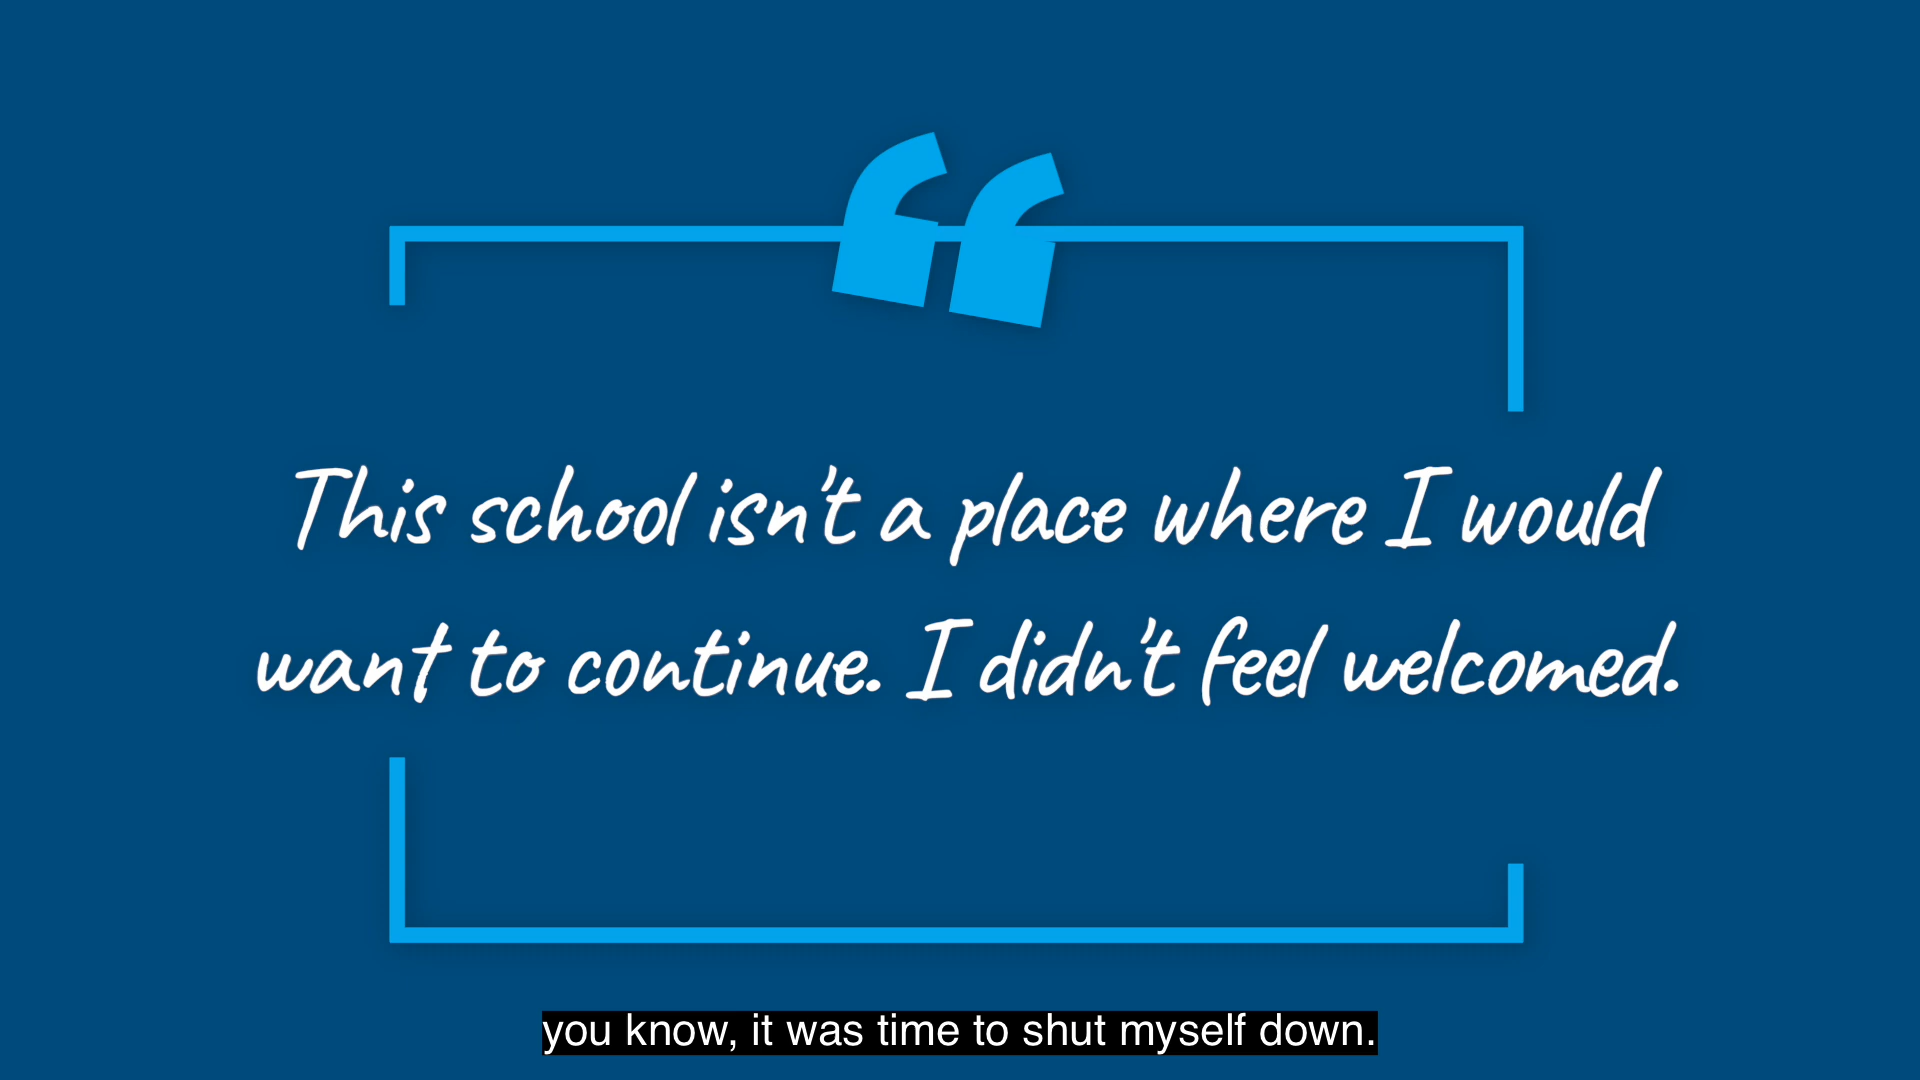 This school isn't a place where I would
want to continue. I didn't feel welcomed.
you know, it was time to shut myself down.